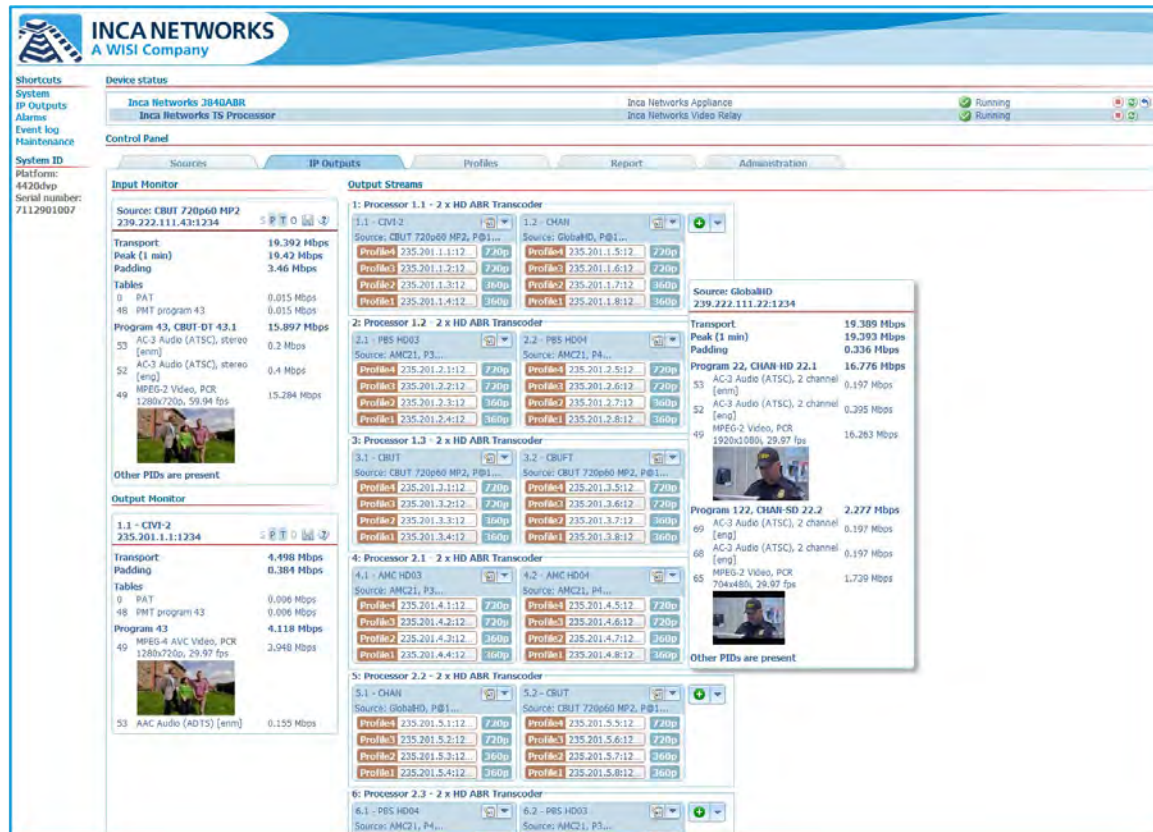 INCA NETWORKS
A WISI Company
Shortcuts
System
IP Outputs
Alarms
Event log
Maintenance
System ID
Platform:
4420dvp
Serial number:
7112901007
Device status
Inca Networks 3840ABR Inca Networks Appliance Running
Inca Networks TS Processor Inca Networks Video Relay Running
Control Panel
Sources IP Outputs Profiles Report Administration
Input Monitor
Source: CBUT 720p60 MP2
239.222.111.43:1234 S P T O
Transport 19.392 Mbps
Peak (1 min) 19.42 Mbps
Padding 3.46 Mbps
Tables
0 PAT 0.015 Mbps
48 PMT program 43 0.015 Mbps
Program 43, CBUT-DT 43.1 15.897 Mbps
53 AC-3 Audio (ATSC), stereo [enm] 0.2 Mbps
52 AC-3 Audio (ATSC), stereo [eng] 0.4 Mbps
49 MPEG-2 Video, PCR 1280x720p, 59.94 fps 15.284 Mbps
Other PIDs are present
Output Monitor
1.1 - CIVI-2
235.201.1.1:1234 S P T O
Transport 4.498 Mbps
Padding 0.384 Mbps
Tables
0 PAT 0.006 Mbps
48 PMT program 43 0.006 Mbps
Program 43 4.118 Mbps
49 MPEG-4 AVC Video, PCR 1280x720p, 29.97 fps 3.948 Mbps
53 AAC Audio (ADTS) [enm] 0.155 Mbps
Output Streams
1: Processor 1.1 - 2 x HD ABR Transcoder
1.1 - CIVI-2 1.2 - CHAN
Source: CBUT 720p60 MP2, P@1... Source: GlobalHD, P@1...
Profile4 235.201.1.1:12... 720p Profile4 235.201.1.5:12... 720p
Profile3 235.201.1.2:12... 720p Profile3 235.201.1.6:12... 720p
Profile2 235.201.1.3:12... 360p Profile2 235.201.1.7:12... 360p
Profile1 235.201.1.4:12... 360p Profile1 235.201.1.8:12... 360p
2: Processor 1.2 - 2 x HD ABR Transcoder
2.1 - PBS HD03 2.2 - PBS HD04
Source: AMC21, P3... Source: AMC21, P4...
Profile4 235.201.2.1:12... 720p Profile4 235.201.2.5:12... 720p
Profile3 235.201.2.2:12... 720p Profile3 235.201.2.6:12... 720p
Profile2 235.201.2.3:12... 360p Profile2 235.201.2.7:12... 360p
Profile1 235.201.2.4:12... 360p Profile1 235.201.2.8:12... 360p
3: Processor 1.3 - 2 x HD ABR Transcoder
3.1 - CBUT 3.2 - CBUFT
Source: CBUT 720p60 MP2, P@1... Source: CBUT 720p60 MP2, P@1...
Profile4 235.201.3.1:12... 720p Profile4 235.201.3.5:12... 720p
Profile3 235.201.3.2:12... 720p Profile3 235.201.3.6:12... 720p
Profile2 235.201.3.3:12... 360p Profile2 235.201.3.7:12... 360p
Profile1 235.201.3.4:12... 360p Profile1 235.201.3.8:12... 360p
4: Processor 2.1 - 2 x HD ABR Transcoder
4.1 - AMC HD03 4.2 - AMC HD04
Source: AMC21, P3... Source: AMC21, P4...
Profile4 235.201.4.1:12... 720p Profile4 235.201.4.5:12... 720p
Profile3 235.201.4.2:12... 720p Profile3 235.201.4.6:12... 720p
Profile2 235.201.4.3:12... 360p Profile2 235.201.4.7:12... 360p
Profile1 235.201.4.4:12... 360p Profile1 235.201.4.8:12... 360p
5: Processor 2.2 - 2 x HD ABR Transcoder
5.1 - CHAN 5.2 - CBUT
Source: GlobalHD, P@1... Source: CBUT 720p60 MP2, P@1...
Profile4 235.201.5.1:12... 720p Profile4 235.201.5.5:12... 720p
Profile3 235.201.5.2:12... 720p Profile3 235.201.5.6:12... 720p
Profile2 235.201.5.3:12... 360p Profile2 235.201.5.7:12... 360p
Profile1 235.201.5.4:12... 360p Profile1 235.201.5.8:12... 360p
6: Processor 2.3 - 2 x HD ABR Transcoder
6.1 - PBS HD04 6.2 - PBS HD03
Source: AMC21, P4... Source: AMC21, P3...
Source: GlobalHD
239.222.111.22:1234
Transport 19.389 Mbps
Peak (1 min) 19.393 Mbps
Padding 0.336 Mbps
Program 22, CHAN-HD 22.1 16.776 Mbps
53 AC-3 Audio (ATSC), 2 channel [enm] 0.197 Mbps
52 AC-3 Audio (ATSC), 2 channel [eng] 0.395 Mbps
49 MPEG-2 Video, PCR 1920x1080i, 29.97 fps 16.263 Mbps
Program 122, CHAN-SD 22.2 2.277 Mbps
69 AC-3 Audio (ATSC), 2 channel [eng] 0.197 Mbps
68 AC-3 Audio (ATSC), 2 channel [eng] 0.197 Mbps
65 MPEG-2 Video, PCR 704x480i, 29.97 fps 1.739 Mbps
Other PIDs are present